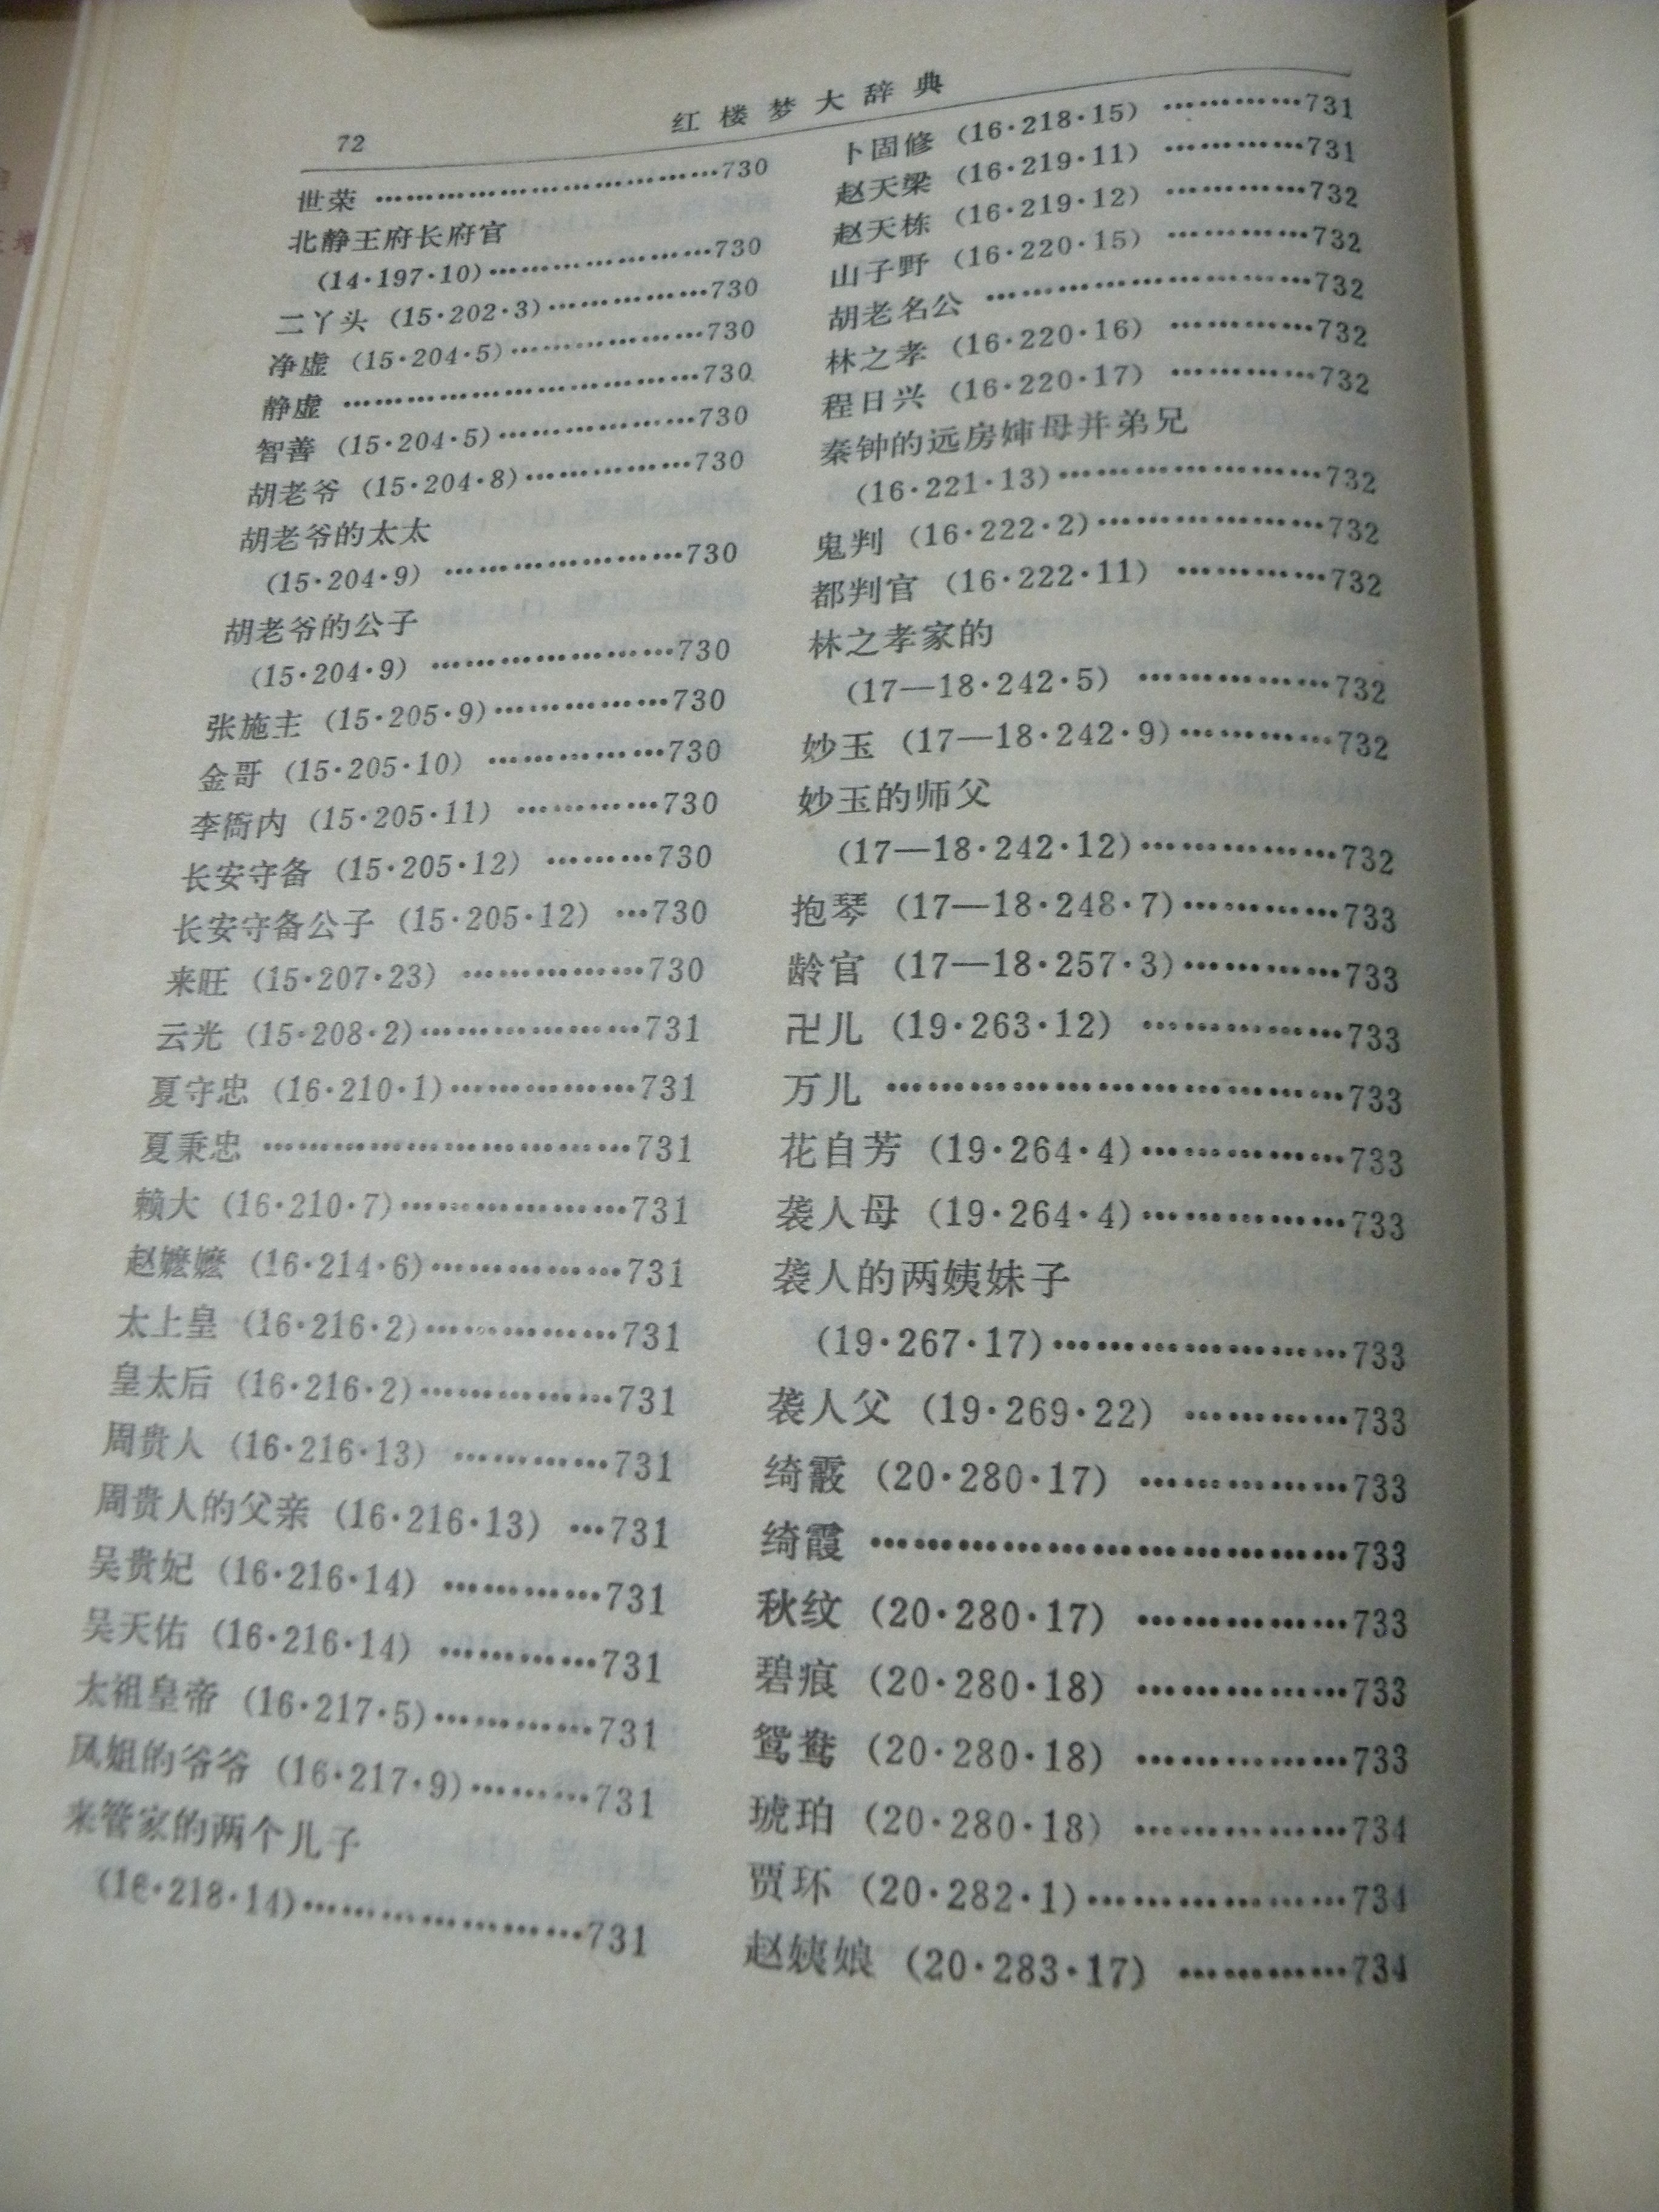 72
红楼梦大辞典
世荣 ……………………………730
北静王府长府官
(14·197·10)…………………730
二丫头 (15·202·3)……………730
净虚 (15·204·5)………………730
静虚 ……………………………730
智善 (15·204·5)………………730
胡老爷 (15·204·8)……………730
胡老爷的太太
(15·204·9) …………………730
胡老爷的公子
(15·204·9) …………………730
张施主 (15·205·9)……………730
金哥 (15·205·10) ……………730
李衙内 (15·205·11) …………730
长安守备 (15·205·12) ………730
长安守备公子 (15·205·12) …730
来旺 (15·207·23) ……………730
云光 (15·208·2)………………731
夏守忠 (16·210·1)……………731
夏秉忠 …………………………731
赖大 (16·210·7)………………731
赵嬷嬷 (16·214·6)……………731
太上皇 (16·216·2)……………731
皇太后 (16·216·2)……………731
周贵人 (16·216·13) …………731
周贵人的父亲 (16·216·13) …731
吴贵妃 (16·216·14) …………731
吴天佑 (16·216·14) …………731
太祖皇帝 (16·217·5)…………731
凤姐的爷爷 (16·217·9)………731
来管家的两个儿子
(16·218·14)…………………731
卜固修 (16·218·15) …………731
赵天梁 (16·219·11) …………731
赵天栋 (16·219·12) …………732
山子野 (16·220·15) …………732
胡老名公 ………………………732
林之孝 (16·220·16) …………732
程日兴 (16·220·17) …………732
秦钟的远房婶母并弟兄
(16·221·13)…………………732
鬼判 (16·222·2)………………732
都判官 (16·222·11) …………732
林之孝家的
(17—18·242·5) ……………732
妙玉 (17—18·242·9)…………732
妙玉的师父
(17—18·242·12)……………732
抱琴 (17—18·248·7)…………733
龄官 (17—18·257·3)…………733
卍儿 (19·263·12) ……………733
万儿 ……………………………733
花自芳 (19·264·4)……………733
袭人母 (19·264·4)……………733
袭人的两姨妹子
(19·267·17)…………………733
袭人父 (19·269·22) …………733
绮霰 (20·280·17) ……………733
绮霞 ……………………………733
秋纹 (20·280·17) ……………733
碧痕 (20·280·18) ……………733
鸳鸯 (20·280·18) ……………733
琥珀 (20·280·18) ……………734
贾环 (20·282·1)………………734
赵姨娘 (20·283·17) …………734